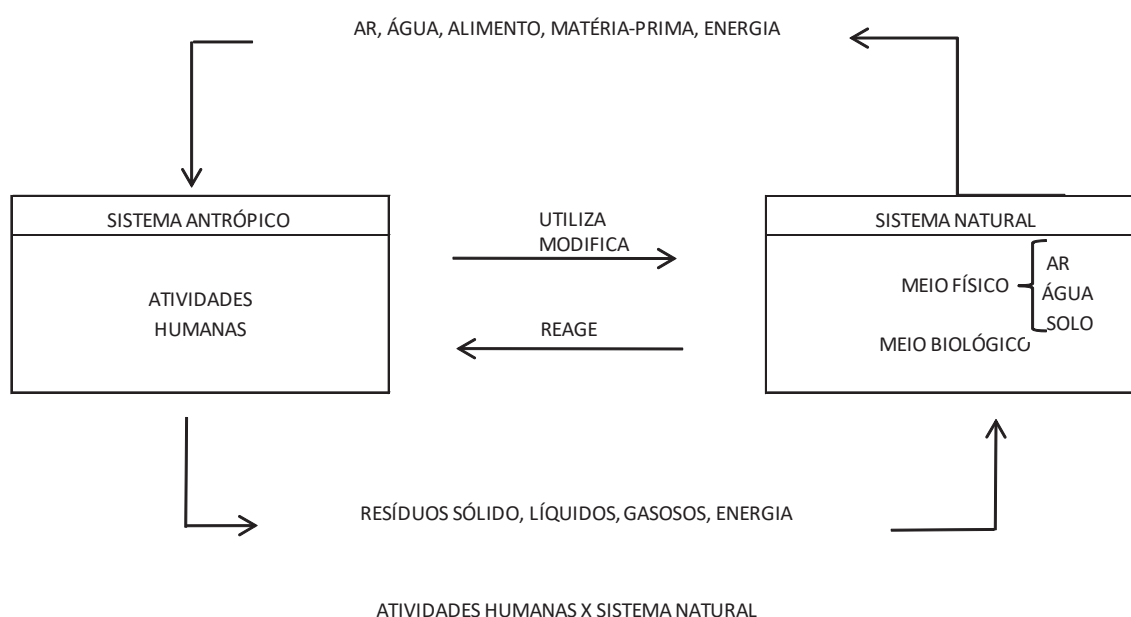 AR, ÁGUA, ALIMENTO, MATÉRIA-PRIMA, ENERGIA
SISTEMA ANTRÓPICO
ATIVIDADES
HUMANAS
UTILIZA
MODIFICA
REAGE
SISTEMA NATURAL
MEIO FÍSICO
AR
ÁGUA
SOLO
MEIO BIOLÓGICO
RESÍDUOS SÓLIDO, LÍQUIDOS, GASOSOS, ENERGIA
ATIVIDADES HUMANAS X SISTEMA NATURAL